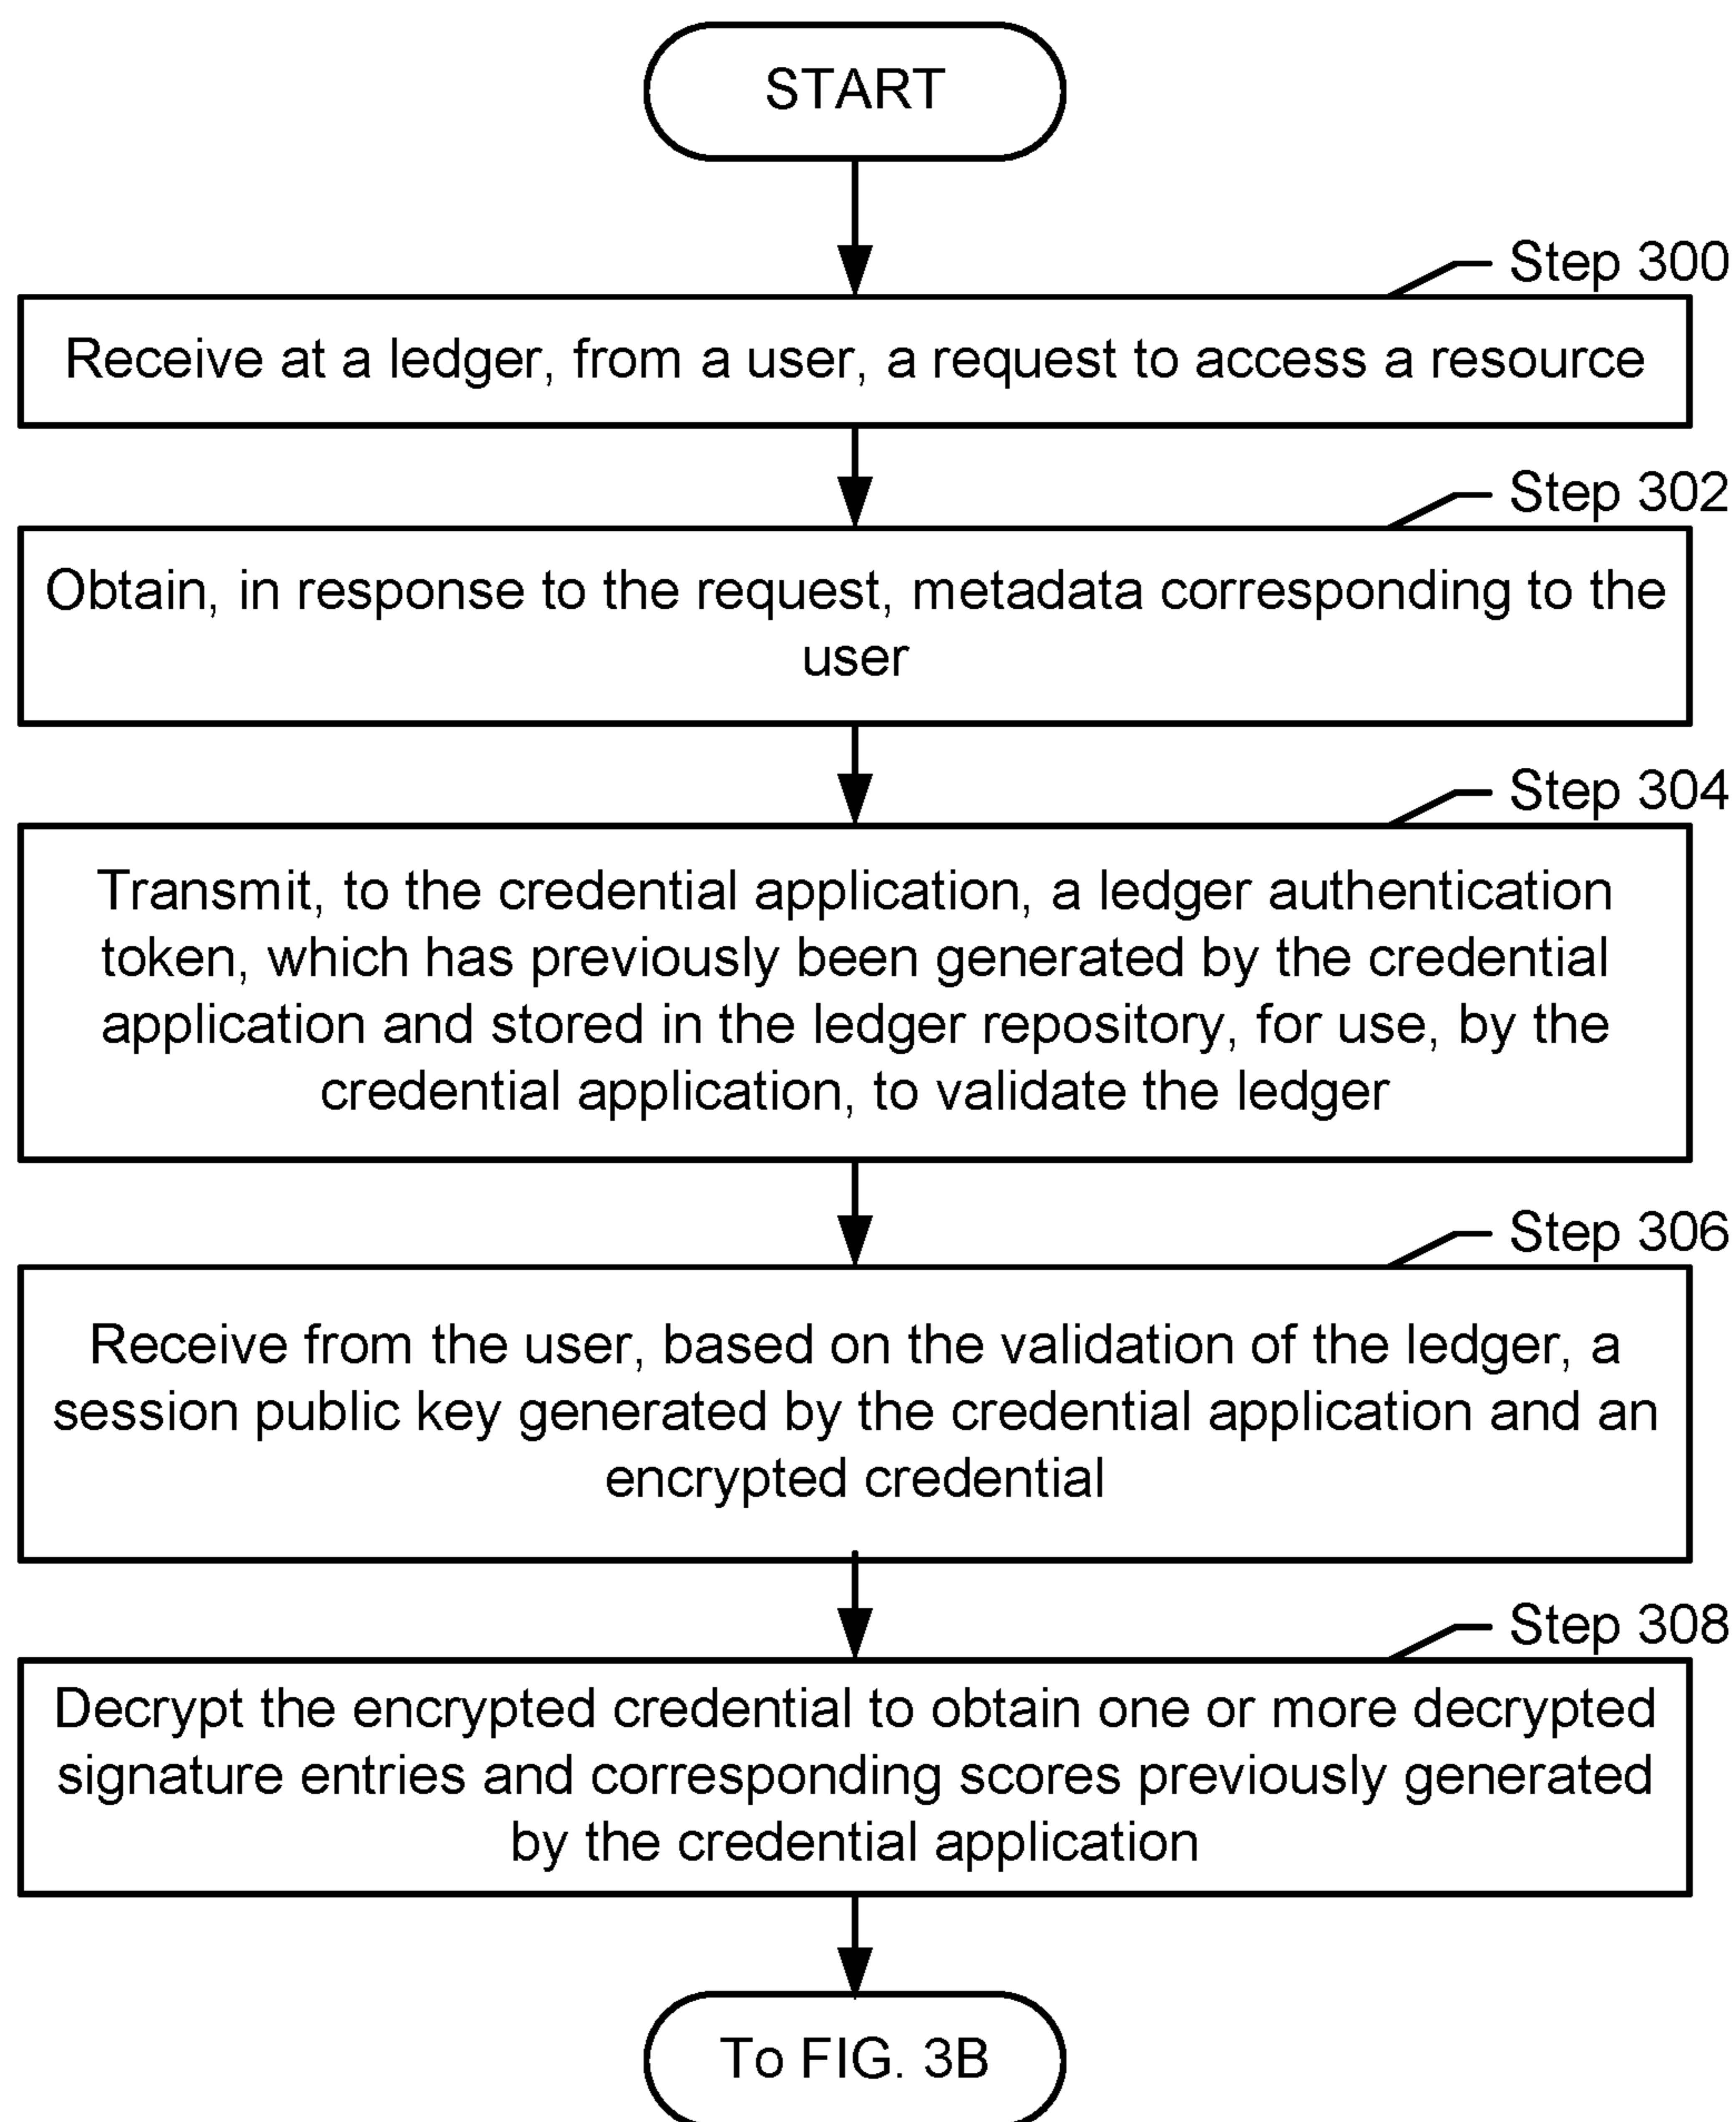 START
Step 300
Receive at a ledger, from a user, a request to access a resource
Step 302
Obtain, in response to the request, metadata corresponding to the
user
Step 304
Transmit, to the credential application, a ledger authentication
token, which has previously been generated by the credential
application and stored in the ledger repository, for use, by the
credential application, to validate the ledger
Step 306
Receive from the user, based on the validation of the ledger, a
session public key generated by the credential application and an
encrypted credential
Step 308
Decrypt the encrypted credential to obtain one or more decrypted
signature entries and corresponding scores previously generated
by the credential application
To FIG. 3B